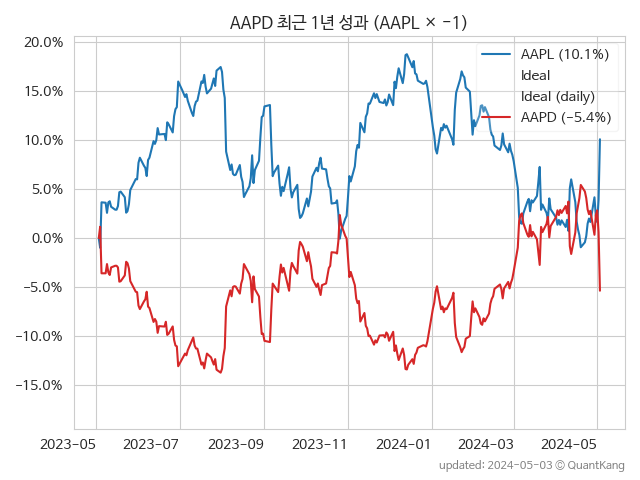 AAPD 최근 1년 성과 (AAPL × −1)
20.0%
15.0%
10.0%
5.0%
0.0%
−5.0%
−10.0%
−15.0%
AAPL (10.1%)
Ideal
Ideal (daily)
AAPD (−5.4%)
2023-05
2023-07
2023-09
2023-11
2024-01
2024-03
2024-05
updated: 2024-05-03 ⓒ QuantKang